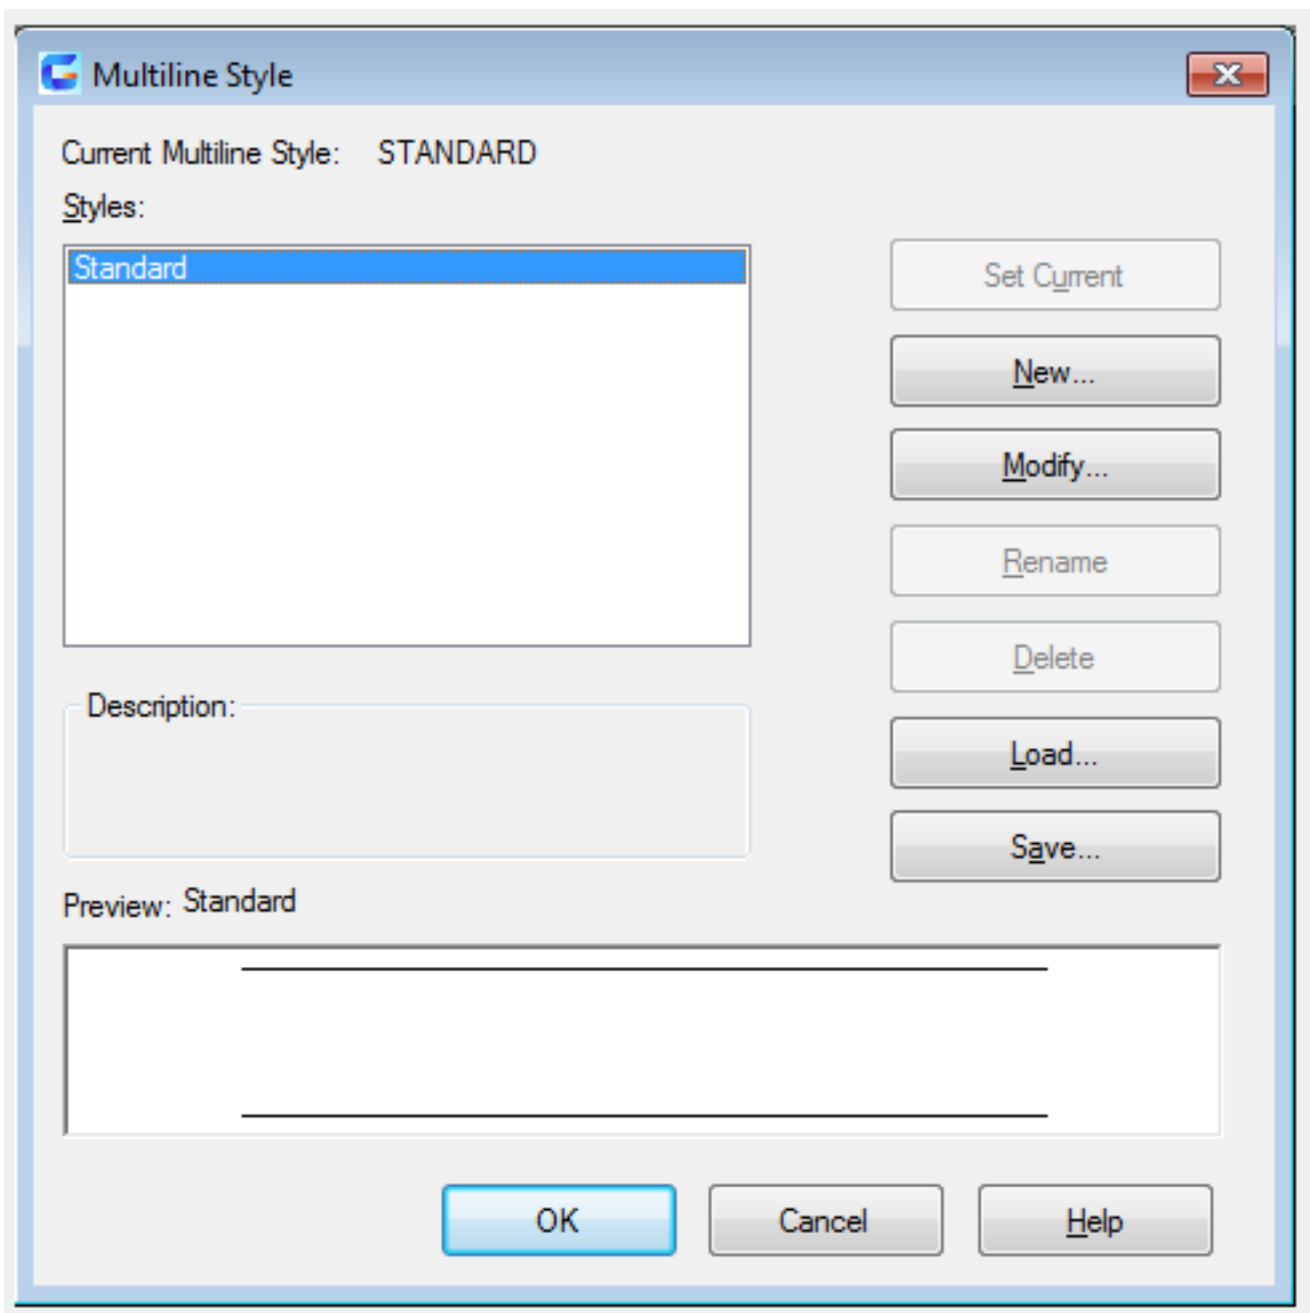 Multiline Style
Current Multiline Style: STANDARD
Styles:
Standard
Set Current
New...
Modify...
Rename
Delete
Load...
Save...
Description:
Preview: Standard
OK Cancel Help